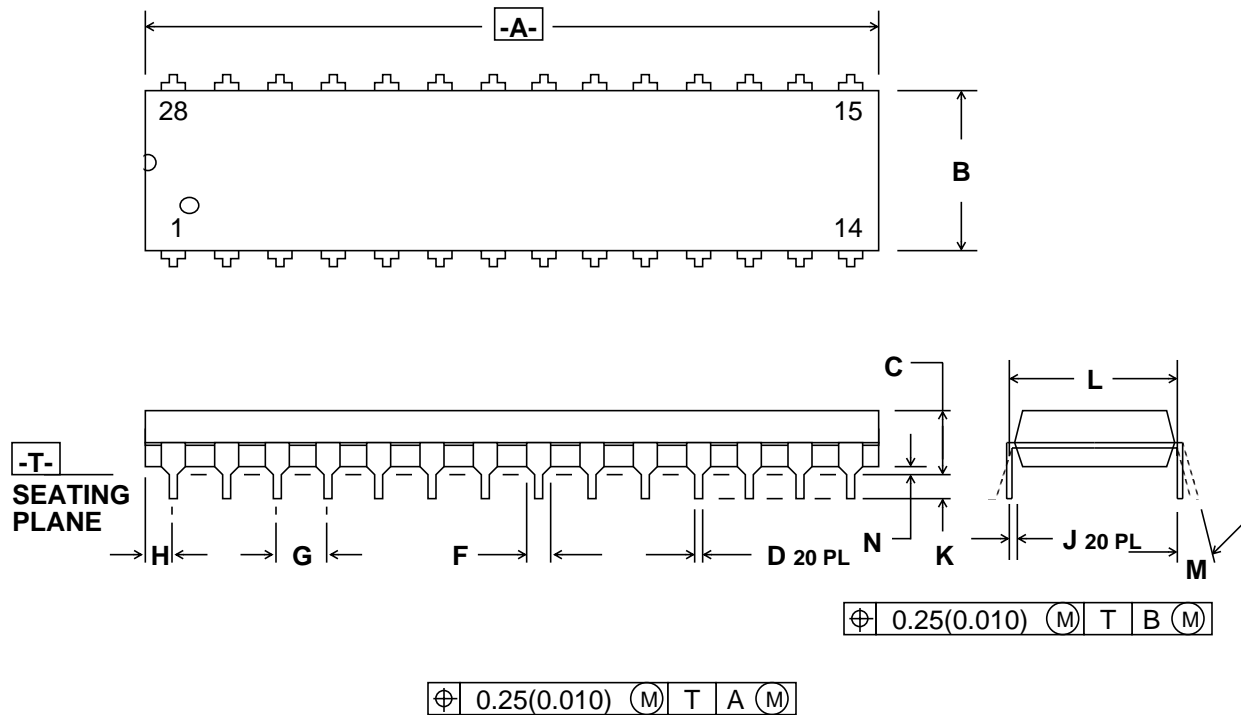 -A-
28
15
B
1
14
C
L
-T-
SEATING
PLANE
H
G
F
D 20 PL
N
K
J 20 PL
M
⌖ 0.25(0.010) Ⓜ T B Ⓜ
⌖ 0.25(0.010) Ⓜ T A Ⓜ